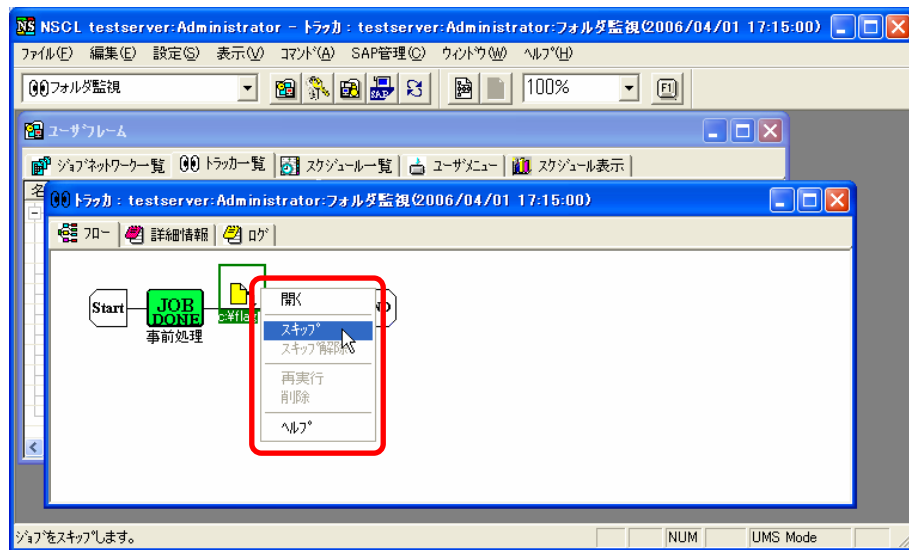 NS NSCL testserver:Administrator - ﾄﾗｯｶ : testserver:Administrator:フォルダ監視(2006/04/01 17:15:00)
ﾌｧｲﾙ(F) 編集(E) 設定(S) 表示(V) ｺﾏﾝﾄﾞ(A) SAP管理(C) ｳｨﾝﾄﾞｳ(W) ﾍﾙﾌﾟ(H)
フォルダ監視 SAP 100% F1
ﾕｰｻﾞﾌﾚｰﾑ
ｼﾞｮﾌﾞﾈｯﾄﾜｰｸ一覧 ﾄﾗｯｶ一覧 ｽｹｼﾞｭｰﾙ一覧 ﾕｰｻﾞﾒﾆｭｰ ｽｹｼﾞｭｰﾙ表示
名
ﾄﾗｯｶ : testserver:Administrator:フォルダ監視(2006/04/01 17:15:00)
ﾌﾛｰ 詳細情報 ﾛｸﾞ
Start JOB DONE c:¥flag
事前処理
開く
ｽｷｯﾌﾟ
ｽｷｯﾌﾟ解除
再実行
削除
ﾍﾙﾌﾟ
ｼﾞｮﾌﾞをｽｷｯﾌﾟします。 NUM UMS Mode